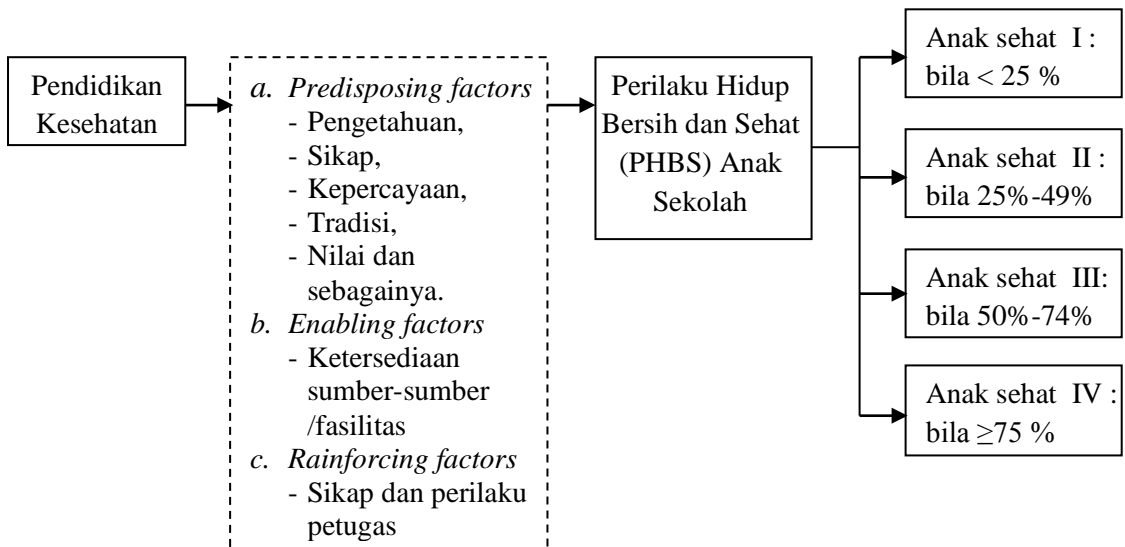 Pendidikan
Kesehatan
a. Predisposing factors
- Pengetahuan,
- Sikap,
- Kepercayaan,
- Tradisi,
- Nilai dan
sebagainya.
b. Enabling factors
- Ketersediaan
sumber-sumber
/fasilitas
c. Rainforcing factors
- Sikap dan perilaku
petugas
Perilaku Hidup
Bersih dan Sehat
(PHBS) Anak
Sekolah
Anak sehat I :
bila < 25 %
Anak sehat II :
bila 25%-49%
Anak sehat III:
bila 50%-74%
Anak sehat IV :
bila ≥75 %